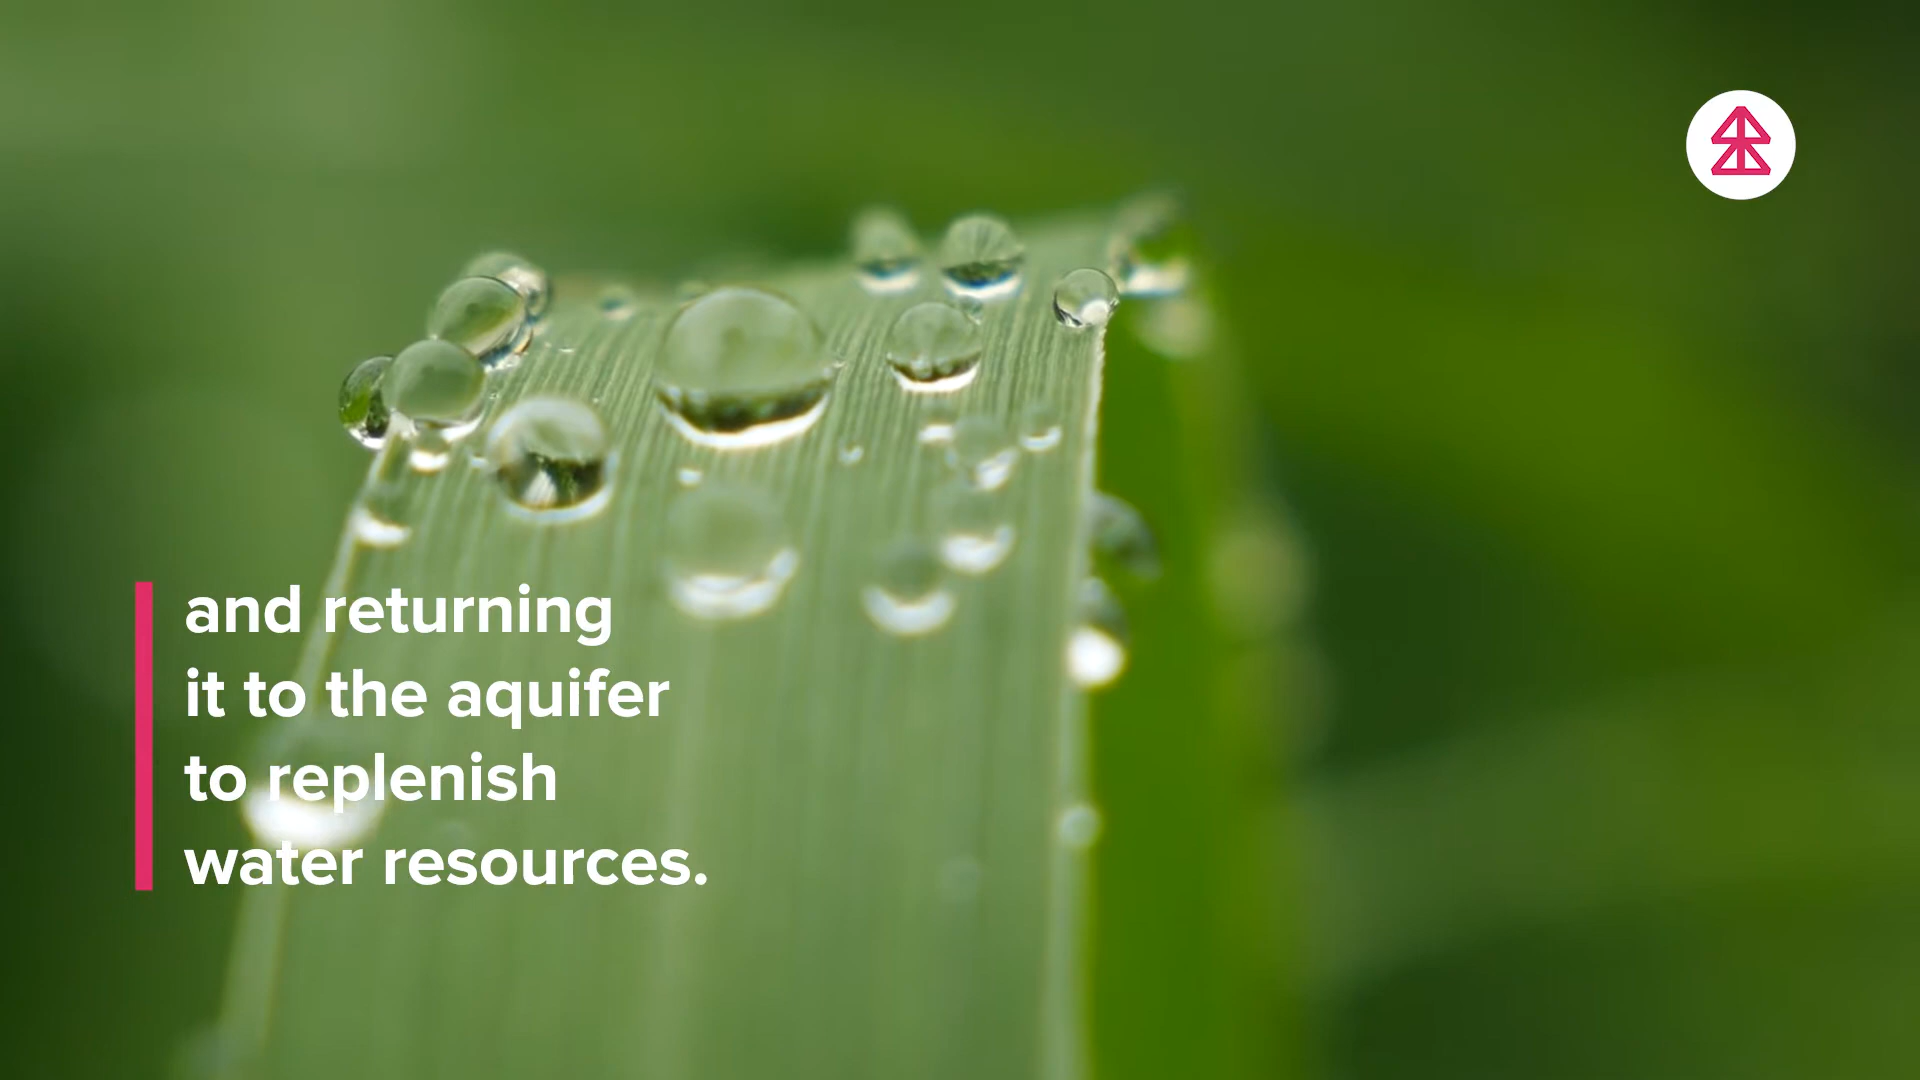 and returning
it to the aquifer
to replenish
water resources.